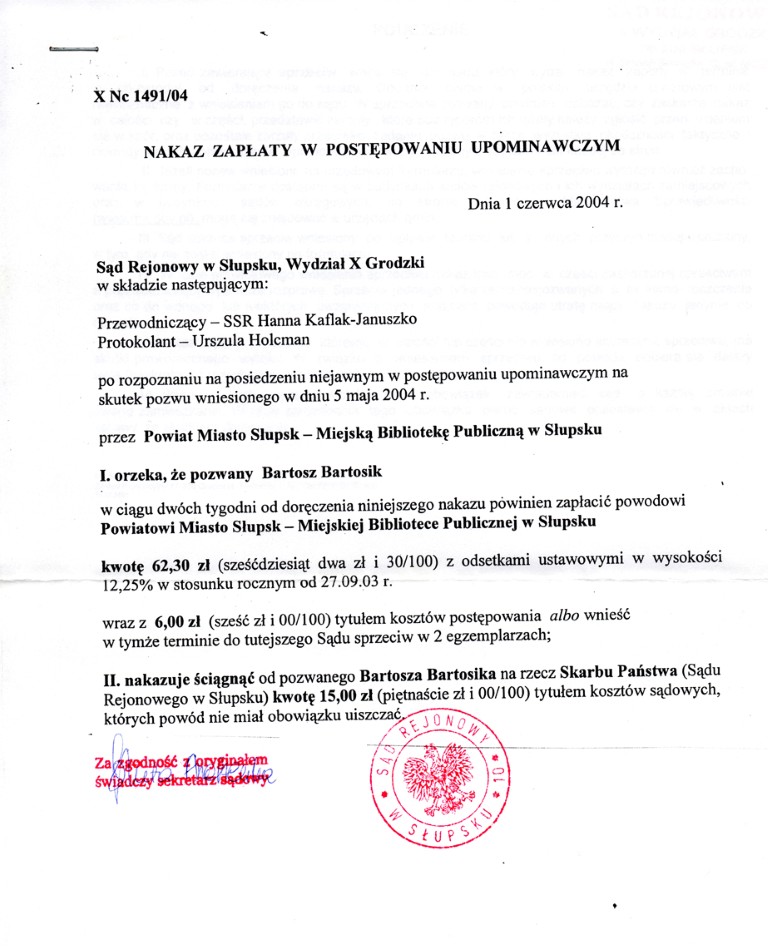 X Nc 1491/04
NAKAZ ZAPŁATY W POSTĘPOWANIU UPOMINAWCZYM
Dnia 1 czerwca 2004 r.
Sąd Rejonowy w Słupsku, Wydział X Grodzki
w składzie następującym:
Przewodniczący – SSR Hanna Kaflak-Januszko
Protokolant – Urszula Holcman
po rozpoznaniu na posiedzeniu niejawnym w postępowaniu upominawczym na
skutek pozwu wniesionego w dniu 5 maja 2004 r.
przez Powiat Miasto Słupsk – Miejską Bibliotekę Publiczną w Słupsku
I. orzeka, że pozwany Bartosz Bartosik
w ciągu dwóch tygodni od doręczenia niniejszego nakazu powinien zapłacić powodowi
Powiatowi Miasto Słupsk – Miejskiej Bibliotece Publicznej w Słupsku
kwotę 62,30 zł (sześćdziesiąt dwa zł i 30/100) z odsetkami ustawowymi w wysokości
12,25% w stosunku rocznym od 27.09.03 r.
wraz z 6,00 zł (sześć zł i 00/100) tytułem kosztów postępowania albo wnieść
w tymże terminie do tutejszego Sądu sprzeciw w 2 egzemplarzach;
II. nakazuje ściągnąć od pozwanego Bartosza Bartosika na rzecz Skarbu Państwa (Sądu
Rejonowego w Słupsku) kwotę 15,00 zł (piętnaście zł i 00/100) tytułem kosztów sądowych,
których powód nie miał obowiązku uiszczać.
Za zgodność z oryginałem
świadczy sekretarz sądowy
SĄD REJONOWY * 10 * W SŁUPSKU *